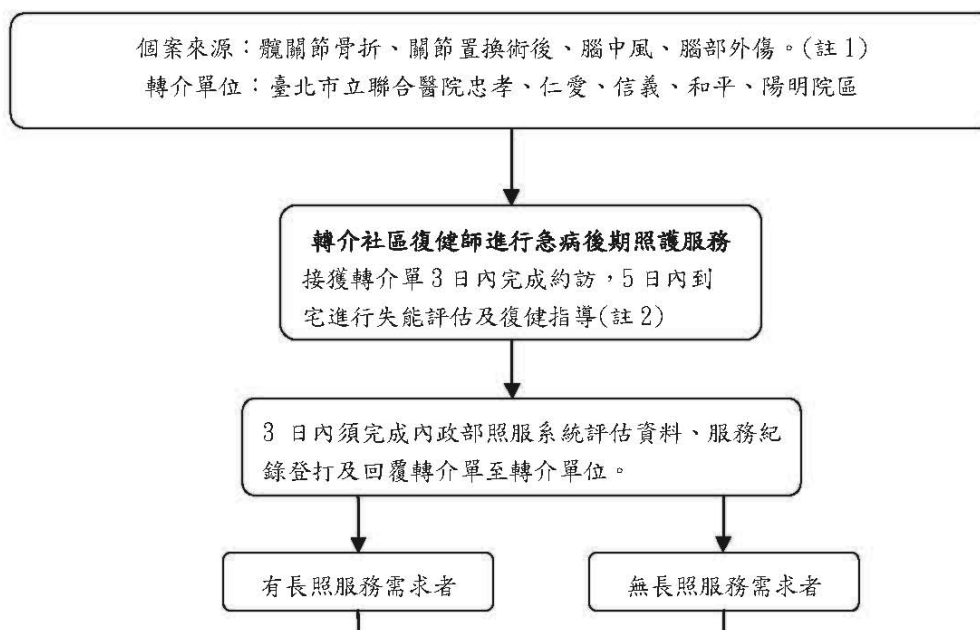 個案來源：髖關節骨折、關節置換術後、腦中風、腦部外傷。(註 1)
轉介單位：臺北市立聯合醫院忠孝、仁愛、信義、和平、陽明院區
轉介社區復健師進行急病後期照護服務
接獲轉介單 3 日內完成約訪，5 日內到
宅進行失能評估及復健指導(註 2)
3 日內須完成內政部照服系統評估資料、服務紀
錄登打及回覆轉介單至轉介單位。
有長照服務需求者
無長照服務需求者